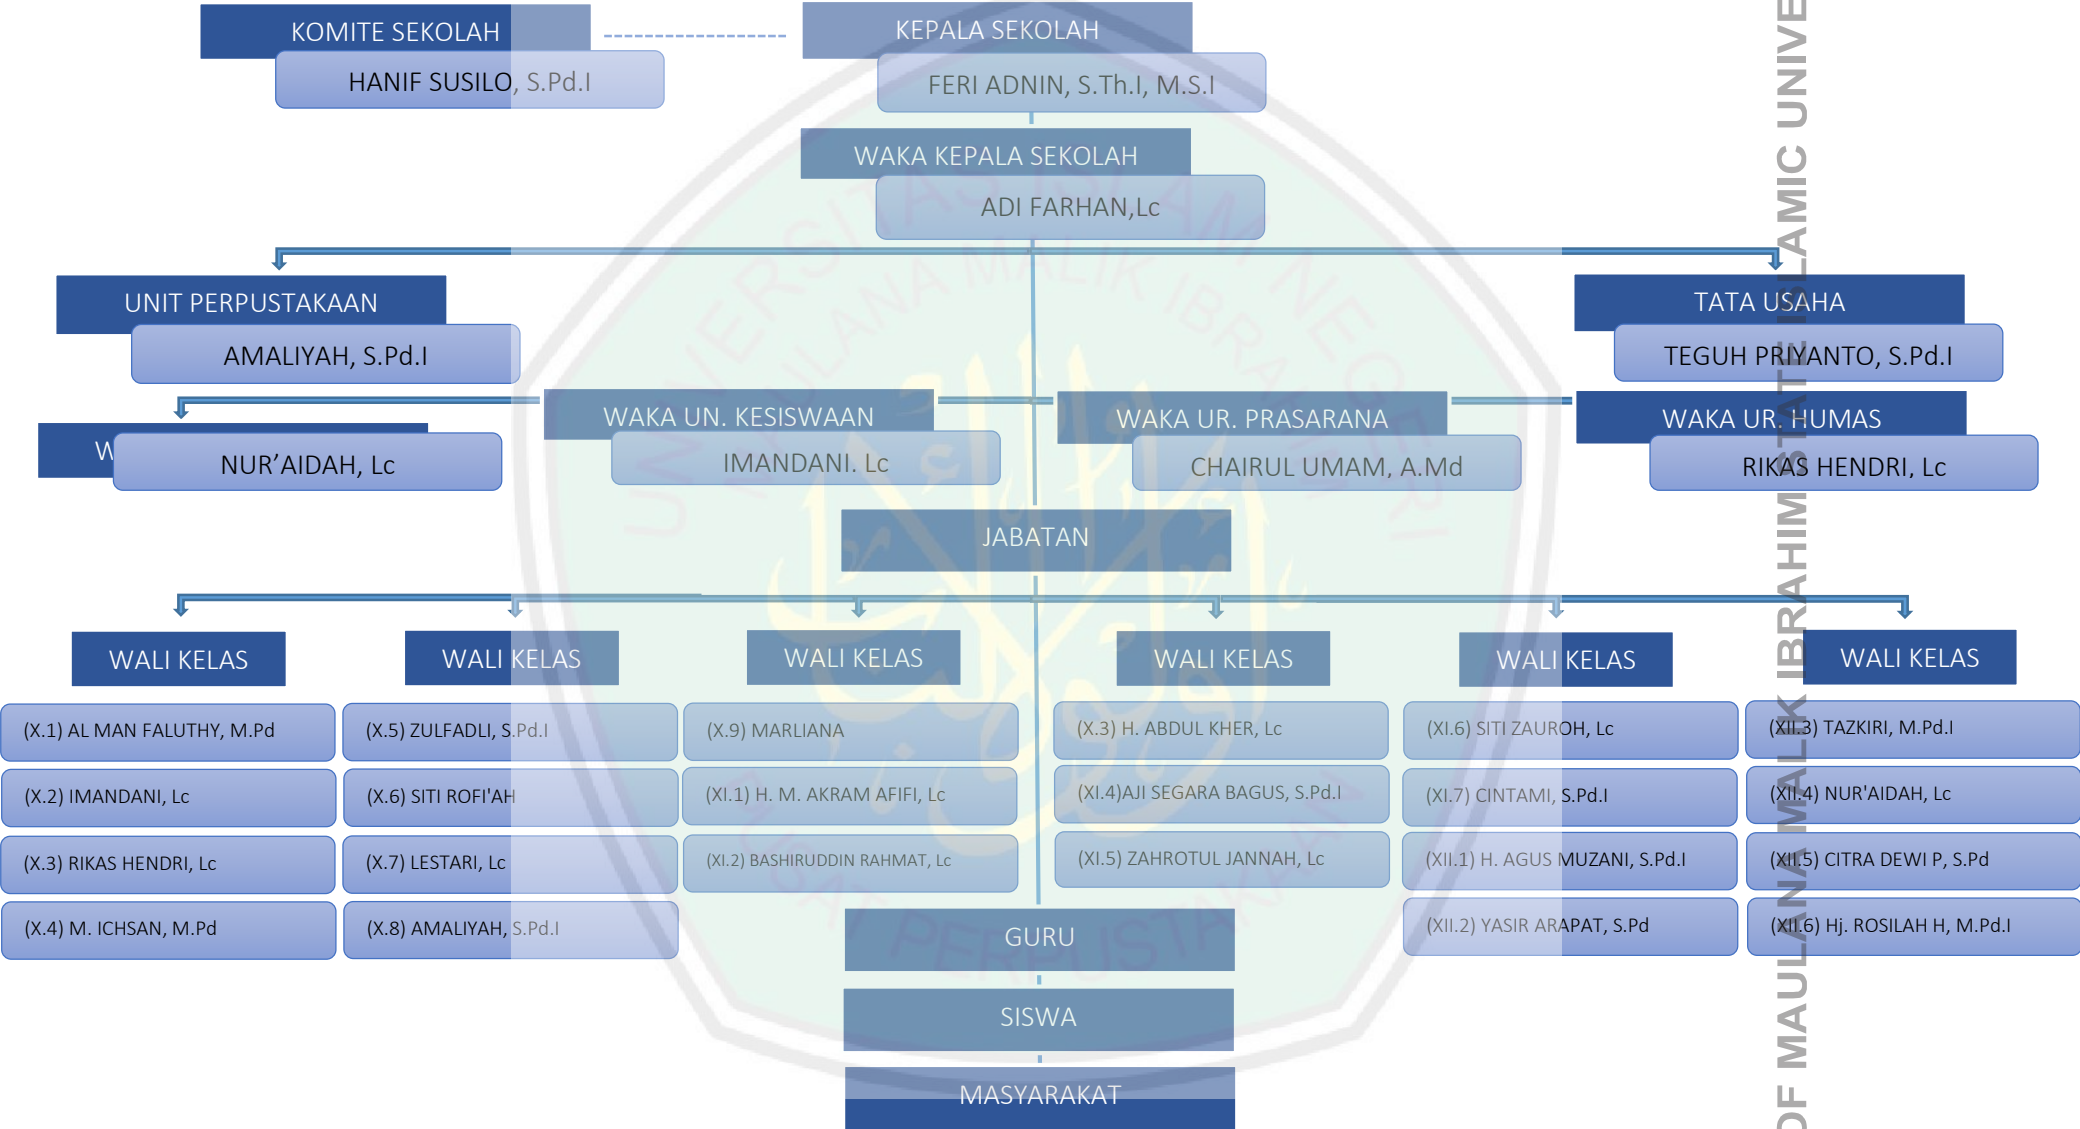 KOMITE SEKOLAH
HANIF SUSILO, S.Pd.I
KEPALA SEKOLAH
FERI ADNIN, S.Th.I, M.S.I
WAKA KEPALA SEKOLAH
ADI FARHAN,Lc
UNIT PERPUSTAKAAN
AMALIYAH, S.Pd.I
TATA USAHA
TEGUH PRIYANTO, S.Pd.I
NUR'AIDAH, Lc
WAKA UN. KESISWAAN
IMANDANI. Lc
WAKA UR. PRASARANA
CHAIRUL UMAM, A.Md
WAKA UR. HUMAS
RIKAS HENDRI, Lc
JABATAN
WALI KELAS
(X.1) AL MAN FALUTHY, M.Pd
(X.2) IMANDANI, Lc
(X.3) RIKAS HENDRI, Lc
(X.4) M. ICHSAN, M.Pd
WALI KELAS
(X.5) ZULFADLI, S.Pd.I
(X.6) SITI ROFI'AH
(X.7) LESTARI, Lc
(X.8) AMALIYAH, S.Pd.I
WALI KELAS
(X.9) MARLIANA
(XI.1) H. M. AKRAM AFIFI, Lc
(XI.2) BASHIRUDDIN RAHMAT, Lc
WALI KELAS
(X.3) H. ABDUL KHER, Lc
(XI.4)AJI SEGARA BAGUS, S.Pd.I
(XI.5) ZAHROTUL JANNAH, Lc
WALI KELAS
(XI.6) SITI ZAUROH, Lc
(XI.7) CINTAMI, S.Pd.I
(XII.1) H. AGUS MUZANI, S.Pd.I
(XII.2) YASIR ARAPAT, S.Pd
WALI KELAS
(XII.3) TAZKIRI, M.Pd.I
(XII.4) NUR'AIDAH, Lc
(XII.5) CITRA DEWI P, S.Pd
(XII.6) Hj. ROSILAH H, M.Pd.I
GURU
SISWA
MASYARAKAT
UNIVERSITAS ISLAM NEGERI
MAULANA MALIK IBRAHIM
PUSAT PERPUSTAKAAN
OF MAULANA MALIK IBRAHIM STATE ISLAMIC